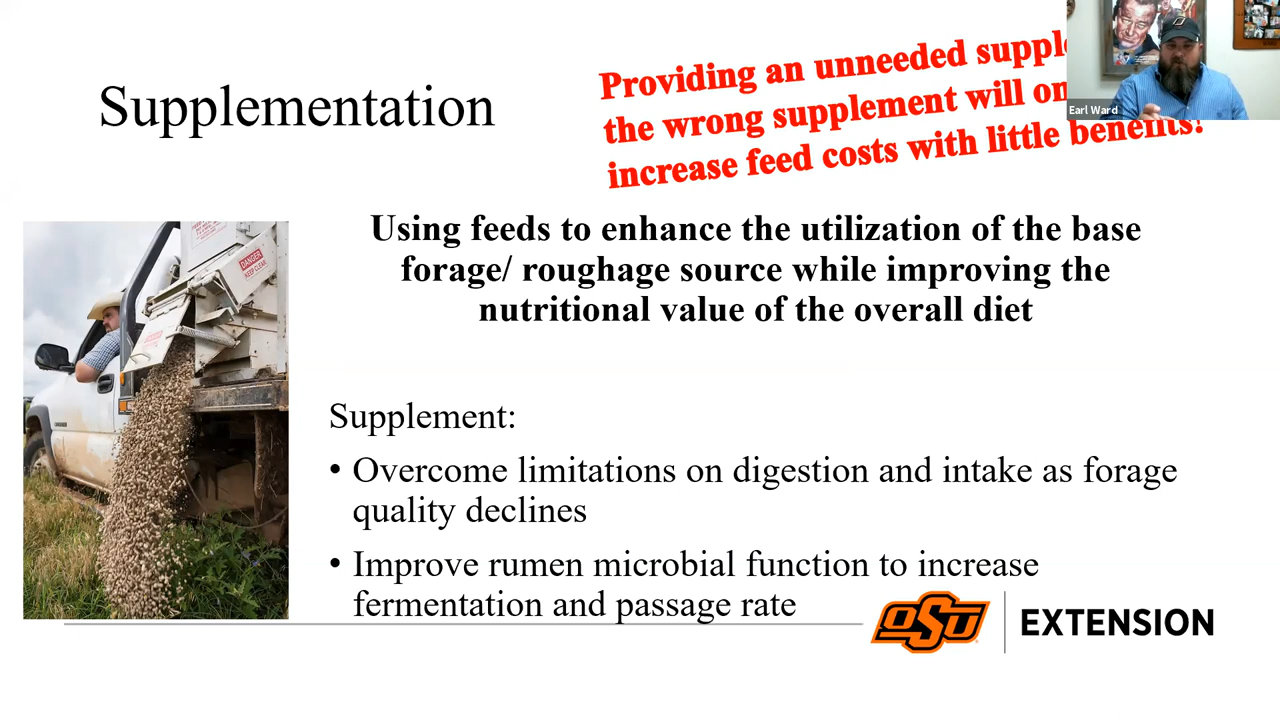 Supplementation
Providing an unneeded
the wrong supplement will
increase feed costs with little benefits!
Earl Ward
Using feeds to enhance the utilization of the base
forage/ roughage source while improving the
nutritional value of the overall diet
DANGER
Supplement:
• Overcome limitations on digestion and intake as forage
quality declines
• Improve rumen microbial function to increase
fermentation and passage rate
OSU EXTENSION